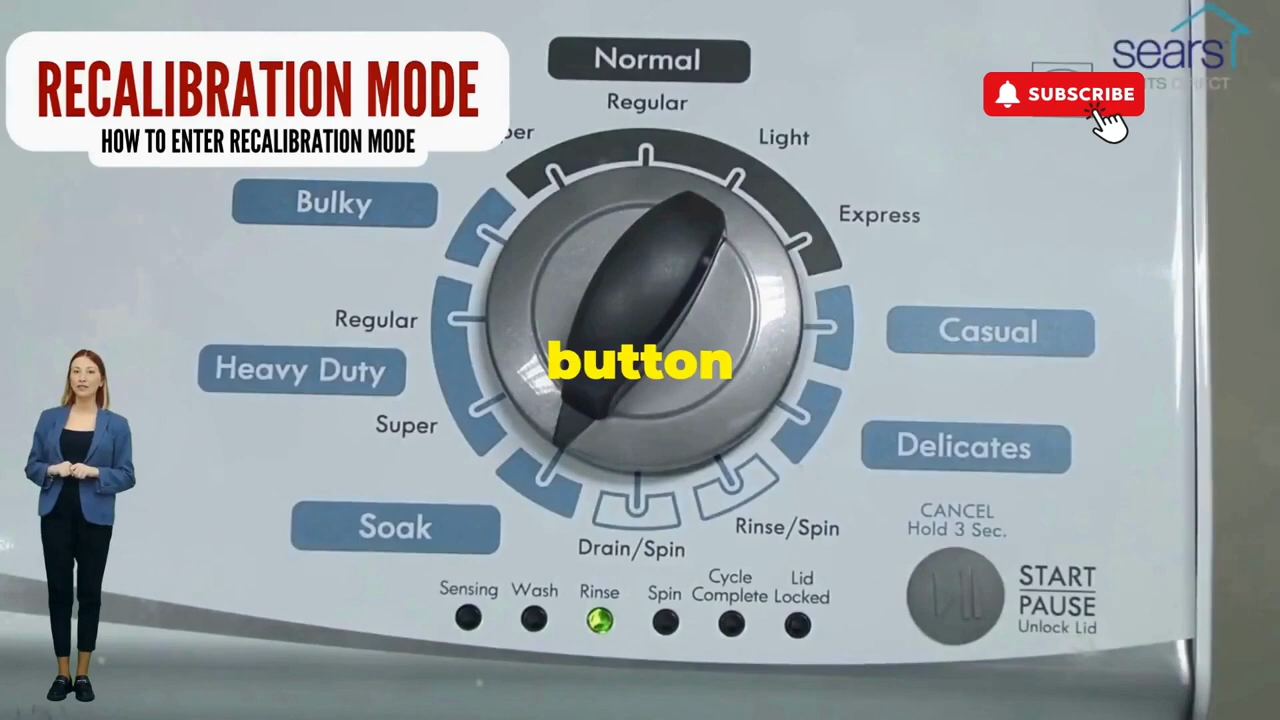 RECALIBRATION MODE
HOW TO ENTER RECALIBRATION MODE
sears
DIRECT
SUBSCRIBE
Normal
Regular
Light
Express
Bulky
Regular
Heavy Duty
Super
Soak
Casual
Delicates
button
Rinse/Spin
Drain/Spin
CANCEL
Hold 3 Sec.
START
PAUSE
Unlock Lid
Sensing
Wash
Rinse
Spin
Cycle
Complete
Lid
Locked